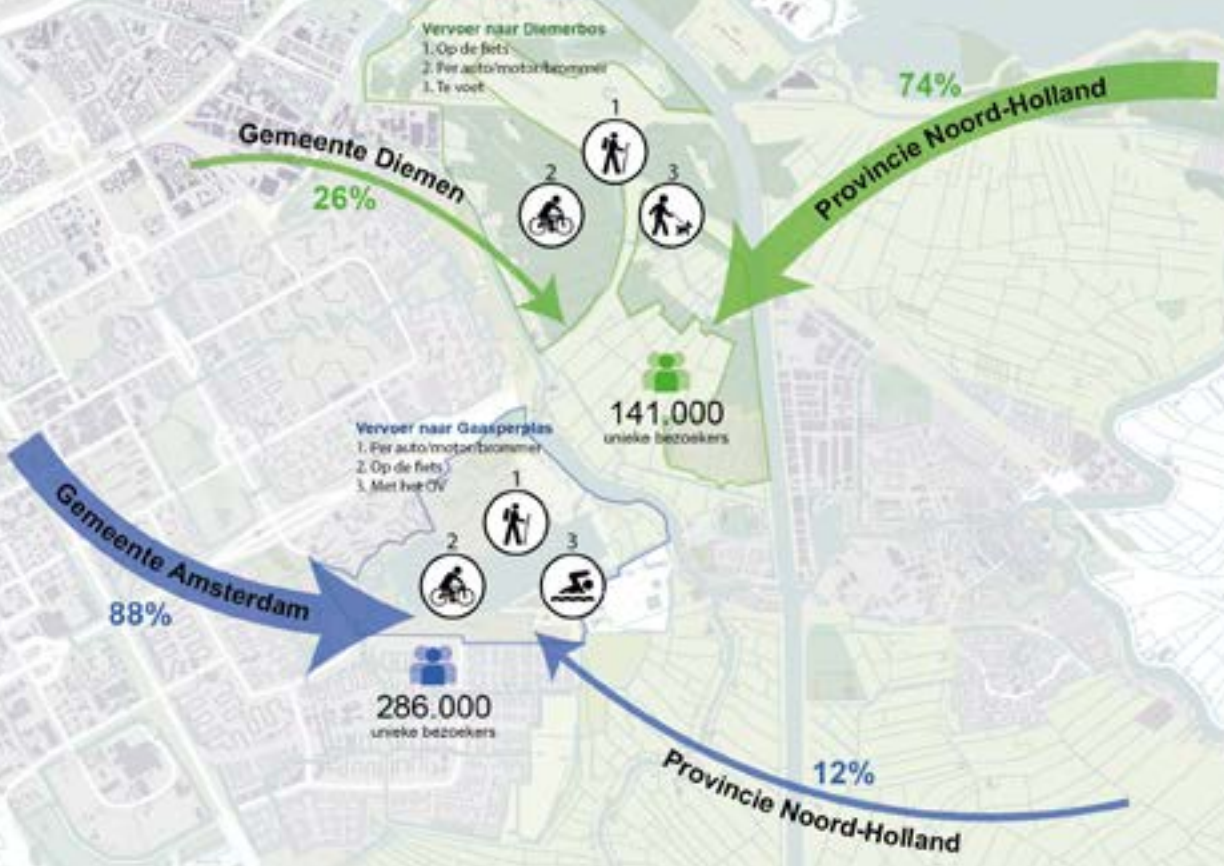 Vervoer naar Diemerbos
1. Op de fiets
2. Per auto/motor/brommer
3. Te voet
74%
Provincie Noord-Holland
Gemeente Diemen
26%
1
2
3
141.000
unieke bezoekers
Vervoer naar Gaasperplas
1. Per auto/motor/brommer
2. Op de fiets
3. Met het OV
1
2
3
Gemeente Amsterdam
88%
286.000
unieke bezoekers
12%
Provincie Noord-Holland